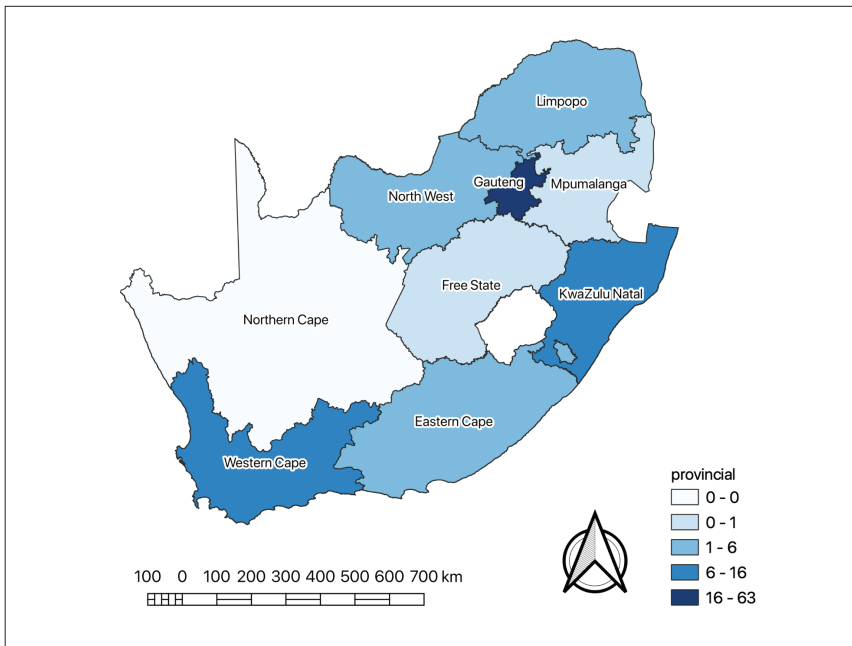 Limpopo
Gauteng
Mpumalanga
North West
Free State
KwaZulu Natal
Northern Cape
Eastern Cape
Western Cape
provincial
0 - 0
0 - 1
1 - 6
6 - 16
16 - 63
100 0 100 200 300 400 500 600 700 km